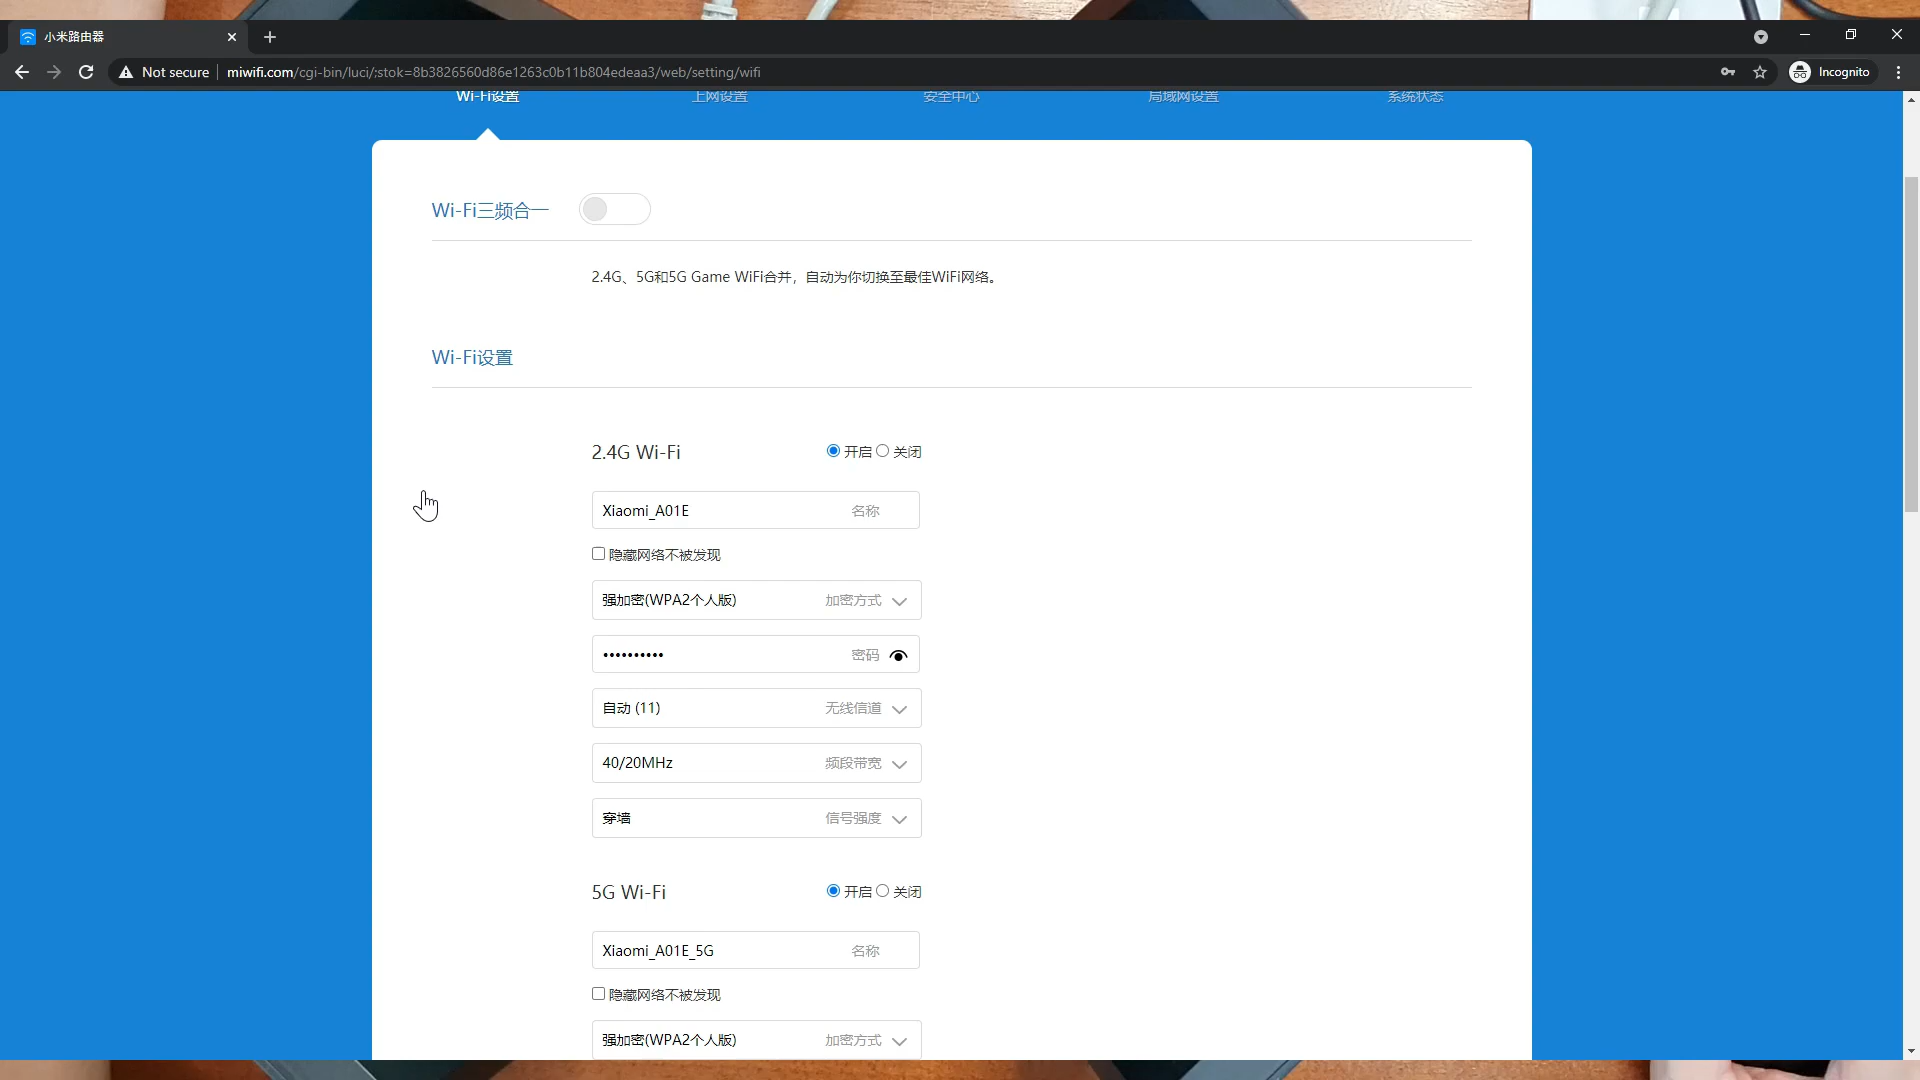 小米路由器
Not secure
miwifi.com/cgi-bin/luci/;stok=8b3826560d86e1263c0b11b804edeaa3/web/setting/wifi
Incognito
Wi-Fi设置 上网设置 安全中心 局域网设置 系统状态
Wi-Fi三频合一
2.4G、5G和5G Game WiFi合并，自动为你切换至最佳WiFi网络。
Wi-Fi设置
2.4G Wi-Fi 开启 关闭
Xiaomi_A01E 名称
隐藏网络不被发现
强加密(WPA2个人版) 加密方式
•••••••••• 密码
自动 (11) 无线信道
40/20MHz 频段带宽
穿墙 信号强度
5G Wi-Fi 开启 关闭
Xiaomi_A01E_5G 名称
隐藏网络不被发现
强加密(WPA2个人版) 加密方式